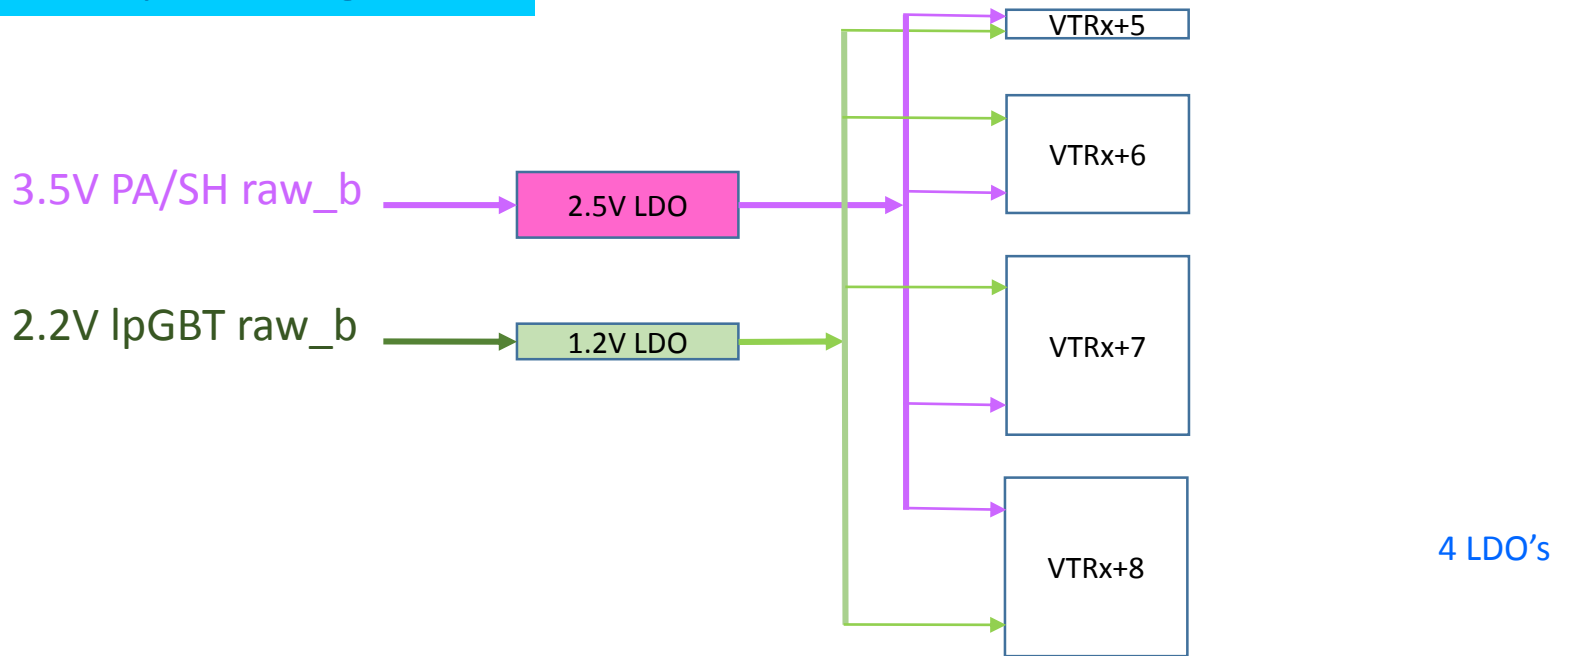 VTRx+5
3.5V PA/SH raw_b
2.5V LDO
VTRx+6
2.2V lpGBT raw_b
1.2V LDO
VTRx+7
VTRx+8
4 LDO’s